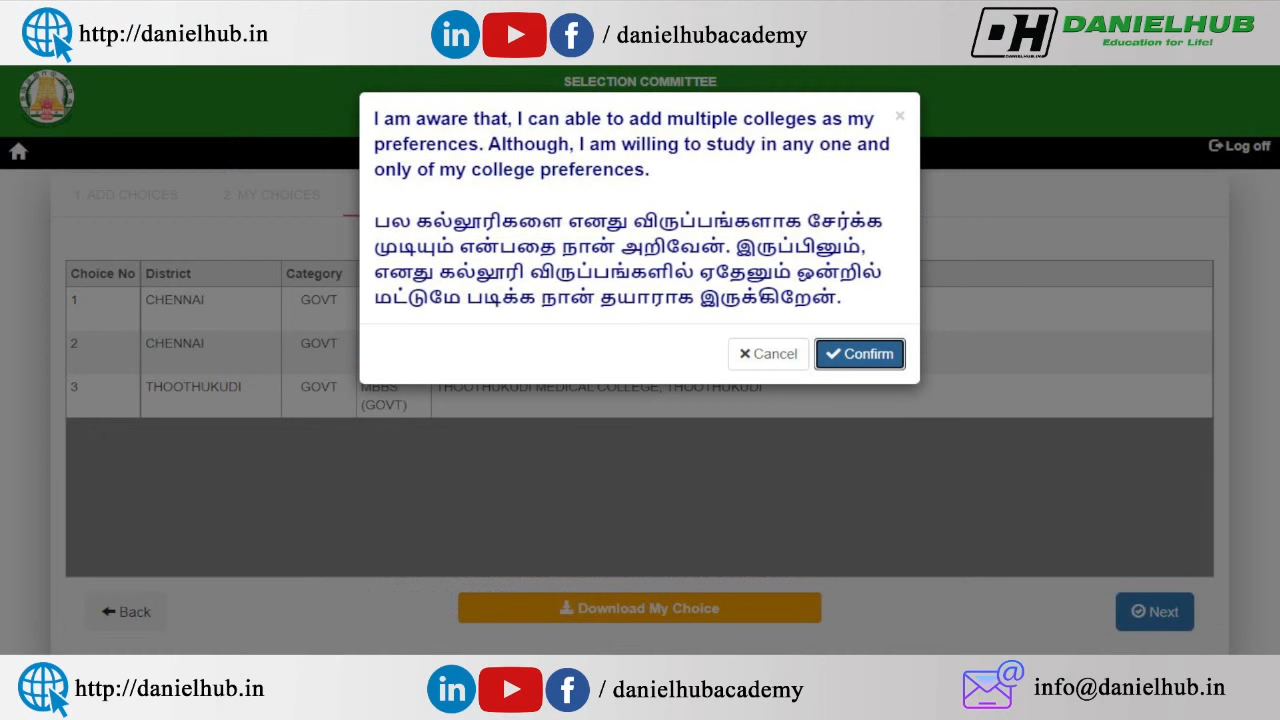 http://danielhub.in
/ danielhubacademy
DH
DANIELHUB.IN
DANIELHUB
Education for Life!
SELECTION COMMITTEE
Log off
I am aware that, I can able to add multiple colleges as my
preferences. Although, I am willing to study in any one and
only of my college preferences.
×
பல கல்லூரிகளை எனது விருப்பங்களாக சேர்க்க
முடியும் என்பதை நான் அறிவேன். இருப்பினும்,
எனது கல்லூரி விருப்பங்களில் ஏதேனும் ஒன்றில்
மட்டுமே படிக்க நான் தயாராக இருக்கிறேன்.
Cancel
Confirm
1 ADD CHOICES 2 MY CHOICES
Choice No District Category
1 CHENNAI GOVT
2 CHENNAI GOVT
3 THOOTHUKUDI GOVT MBBS THOOTHUKUDI MEDICAL COLLEGE, THOOTHUKUDI
(GOVT)
Back
Download My Choice
Next
http://danielhub.in
/ danielhubacademy
@
info@danielhub.in